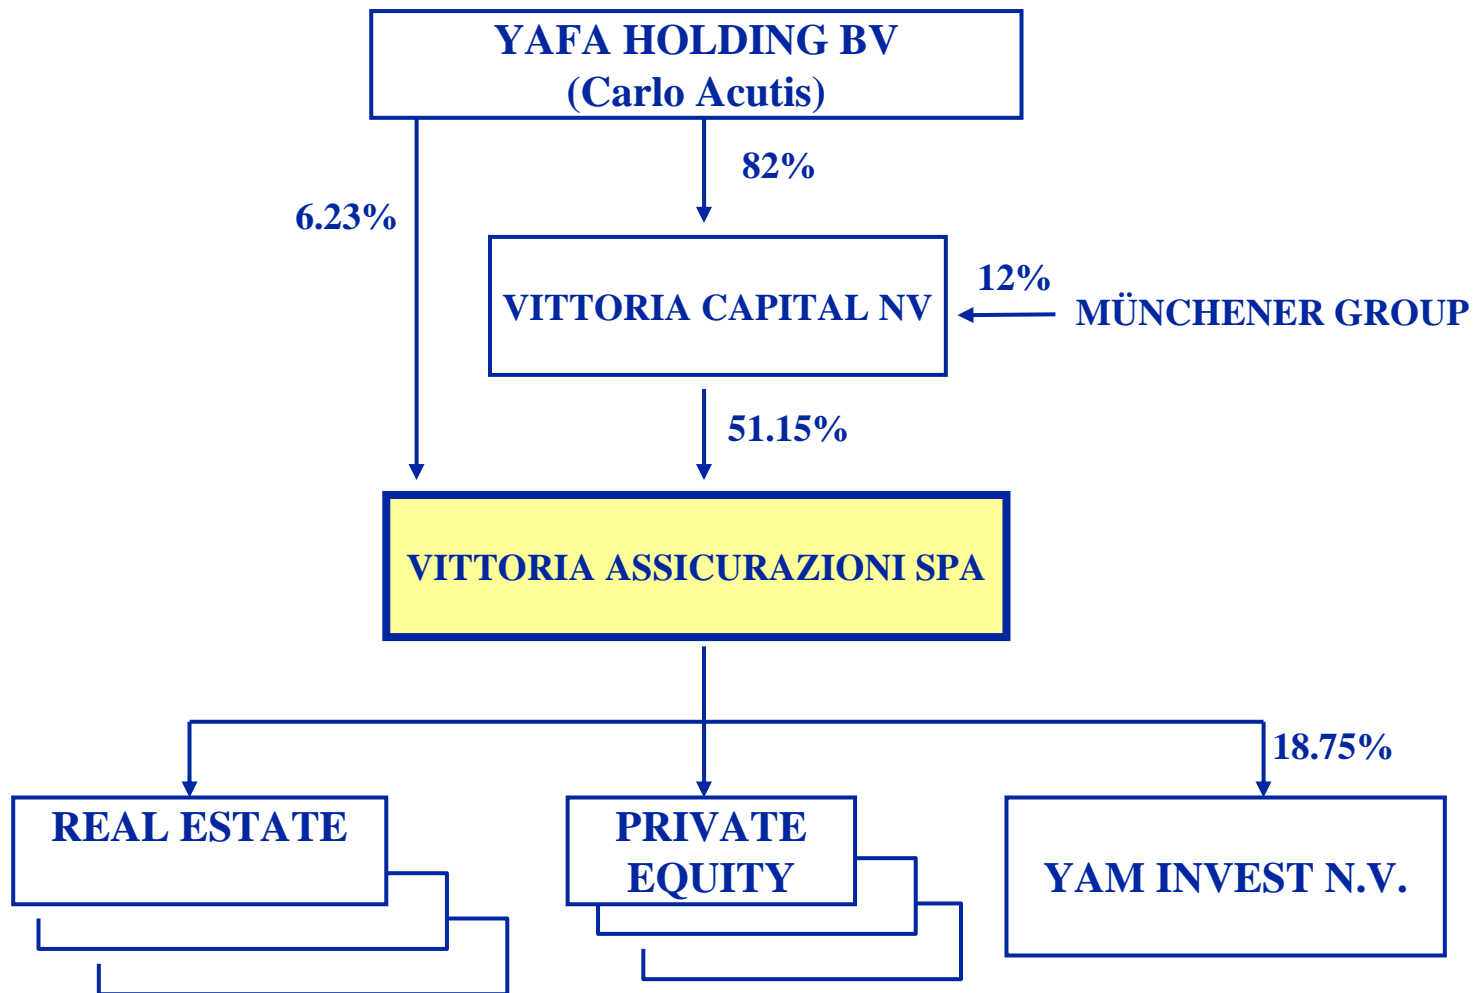 YAFA HOLDING BV
(Carlo Acutis)
82%
6.23%
12%
VITTORIA CAPITAL NV
MÜNCHENER GROUP
51.15%
VITTORIA ASSICURAZIONI SPA
18.75%
REAL ESTATE
PRIVATE
EQUITY
YAM INVEST N.V.